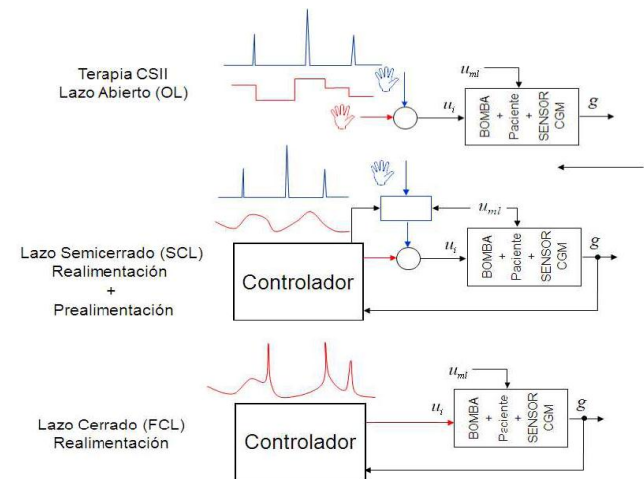 Terapia CSII
Lazo Abierto (OL)
u_ml
u_i
BOMBA
+
Paciente
+
SENSOR
CGM
g
Lazo Semicerrado (SCL)
Realimentación
+
Prealimentación
Controlador
u_ml
u_i
BOMBA
+
Paciente
+
SENSOR
CGM
g
Lazo Cerrado (FCL)
Realimentación
Controlador
u_ml
u_i
BOMBA
+
Paciente
+
SENSOR
CGM
g